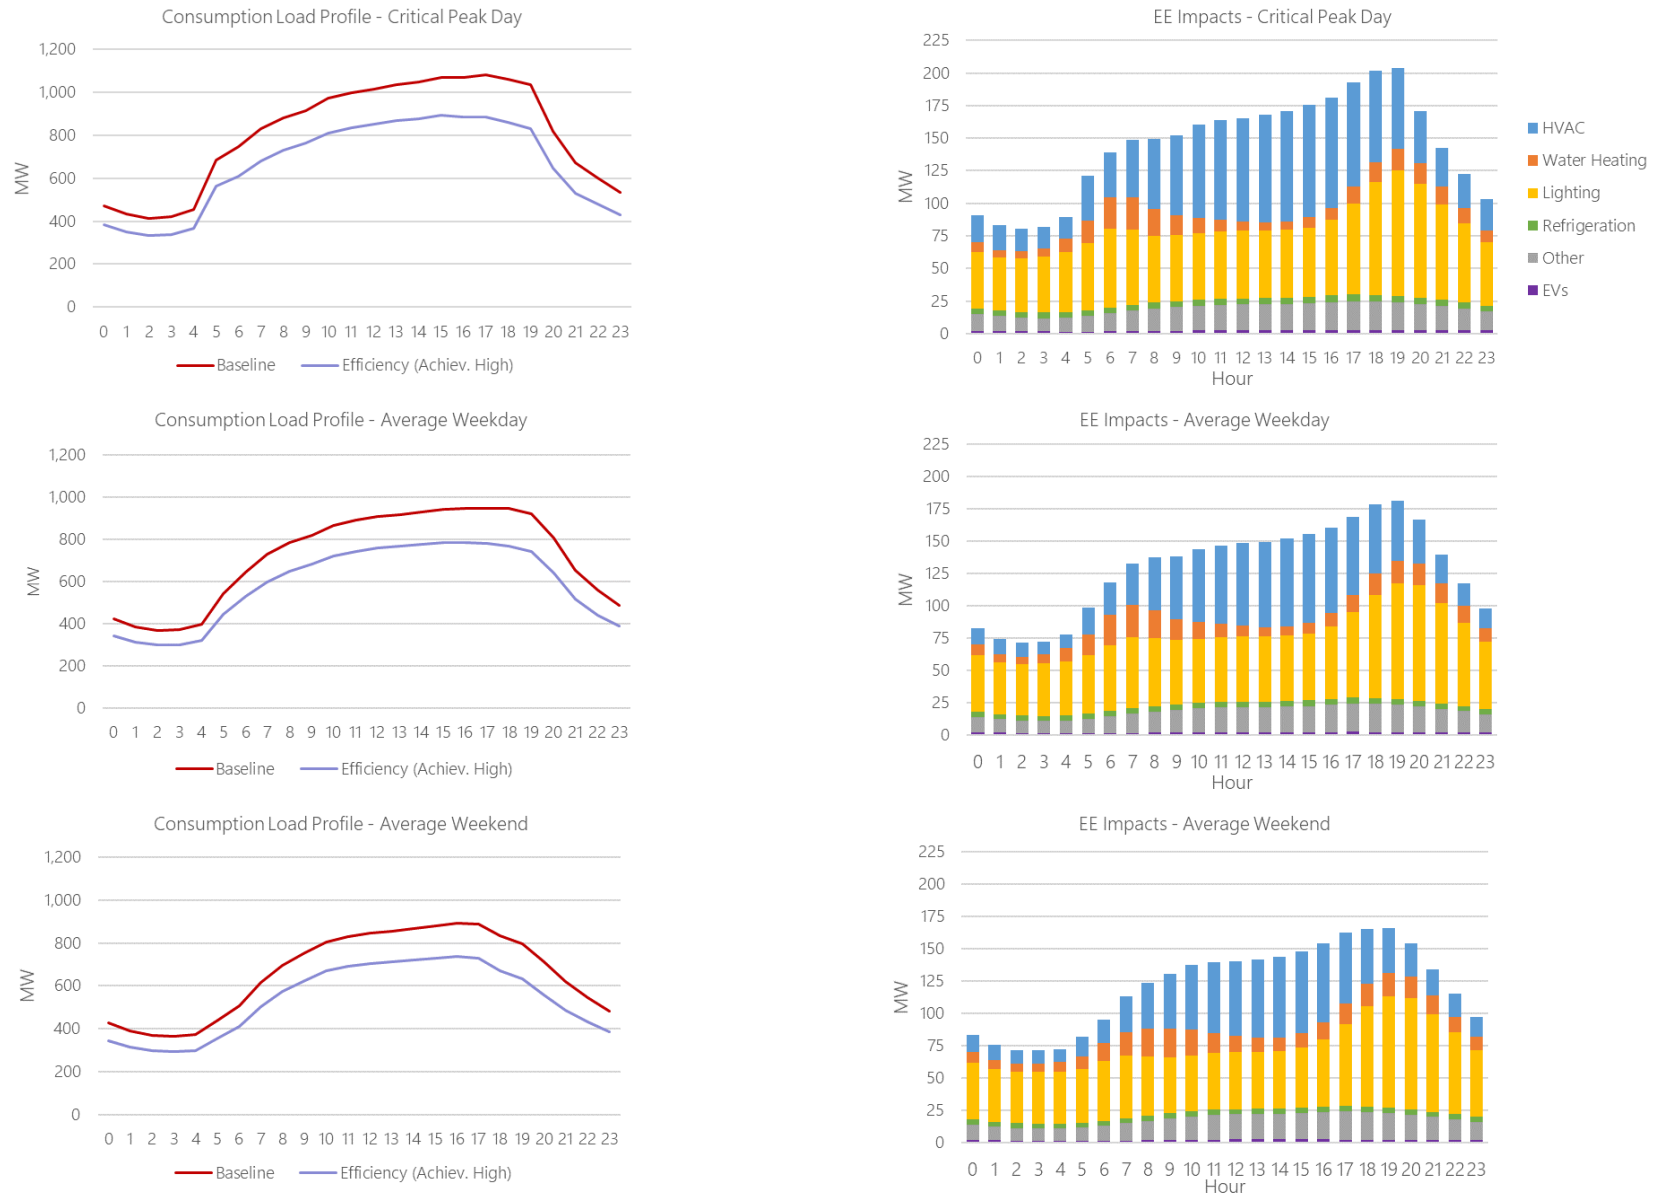 Consumption Load Profile - Critical Peak Day
1,200
1,000
800
600
400
200
0
MW
0 1 2 3 4 5 6 7 8 9 10 11 12 13 14 15 16 17 18 19 20 21 22 23
Baseline Efficiency (Achiev. High)
EE Impacts - Critical Peak Day
225
200
175
150
125
100
75
50
25
0
MW
0 1 2 3 4 5 6 7 8 9 10 11 12 13 14 15 16 17 18 19 20 21 22 23
Hour
HVAC
Water Heating
Lighting
Refrigeration
Other
EVs
Consumption Load Profile - Average Weekday
1,200
1,000
800
600
400
200
0
MW
0 1 2 3 4 5 6 7 8 9 10 11 12 13 14 15 16 17 18 19 20 21 22 23
Baseline Efficiency (Achiev. High)
EE Impacts - Average Weekday
225
200
175
150
125
100
75
50
25
0
MW
0 1 2 3 4 5 6 7 8 9 10 11 12 13 14 15 16 17 18 19 20 21 22 23
Hour
Consumption Load Profile - Average Weekend
1,200
1,000
800
600
400
200
0
MW
0 1 2 3 4 5 6 7 8 9 10 11 12 13 14 15 16 17 18 19 20 21 22 23
Baseline Efficiency (Achiev. High)
EE Impacts - Average Weekend
225
200
175
150
125
100
75
50
25
0
MW
0 1 2 3 4 5 6 7 8 9 10 11 12 13 14 15 16 17 18 19 20 21 22 23
Hour